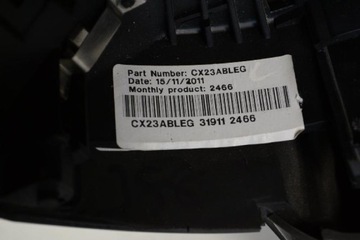 Part Number: CX23ABLEG
Date: 15/11/2011
Monthly product: 2466
CX23ABLEG 31911 2466